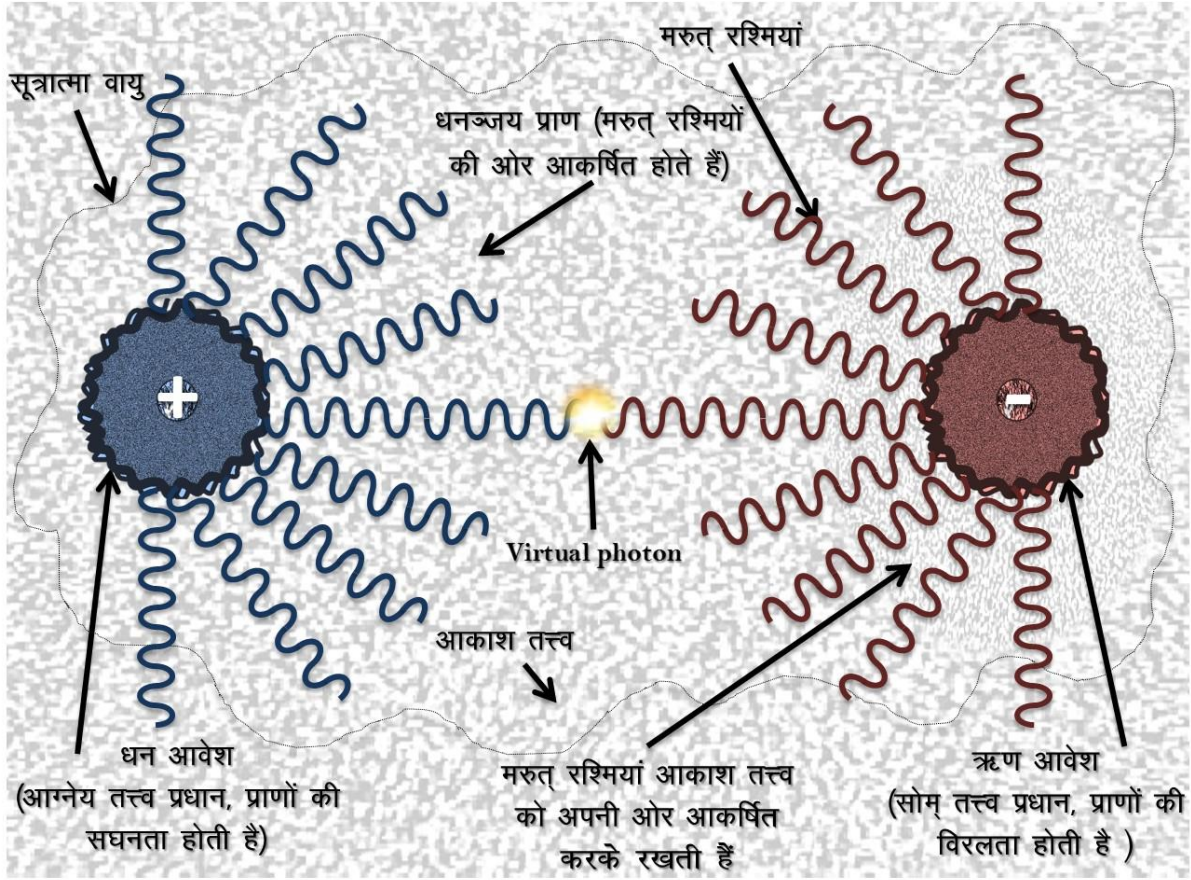 मरुत् रश्मियां
सूत्रात्मा वायु
धनञ्जय प्राण (मरुत् रश्मियों
की ओर आकर्षित होते हैं)
+
-
Virtual photon
आकाश तत्त्व
धन आवेश
(आग्नेय तत्त्व प्रधान, प्राणों की
सघनता होती है)
मरुत् रश्मियां आकाश तत्त्व
को अपनी ओर आकर्षित
करके रखती हैं
ऋण आवेश
(सोम् तत्त्व प्रधान, प्राणों की
विरलता होती है )